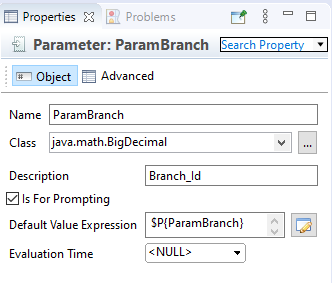 Properties Problems
Parameter: ParamBranch Search Property
Object Advanced
Name ParamBranch
Class java.math.BigDecimal ...
Description Branch_Id
Is For Prompting
Default Value Expression $P{ParamBranch}
Evaluation Time <NULL>